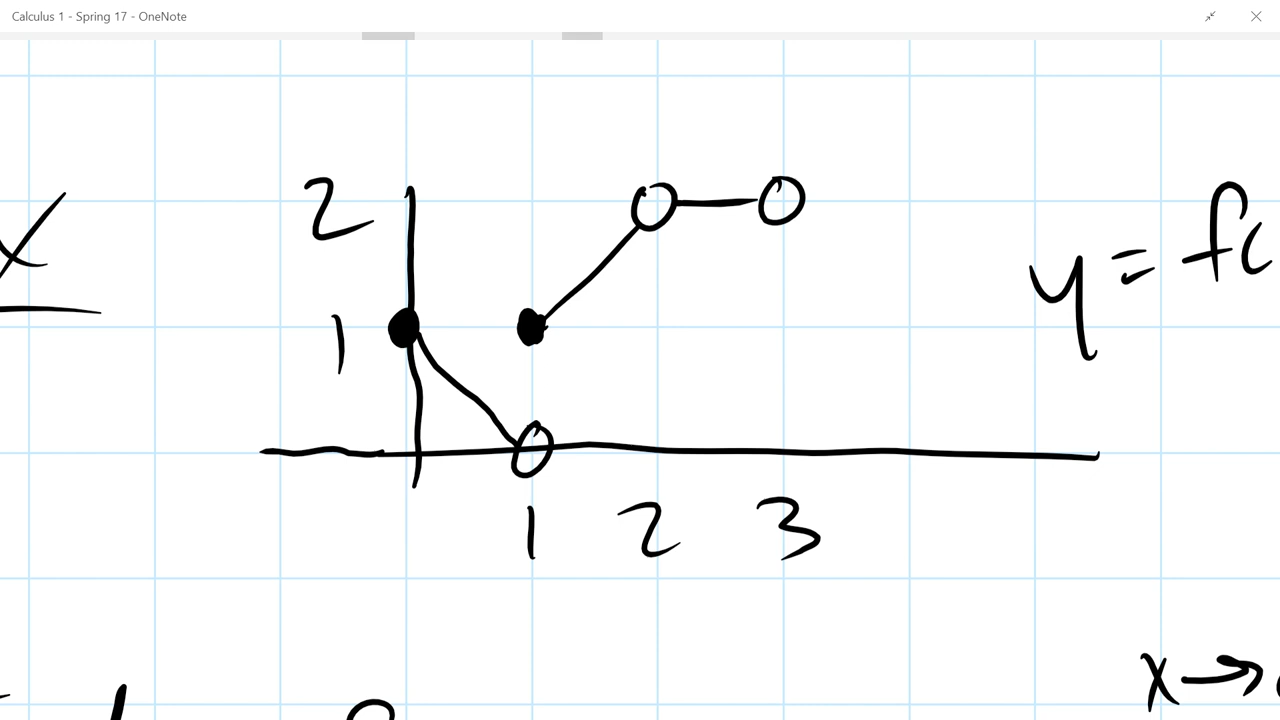 Calculus 1 - Spring 17 - OneNote
x
2
1
y = f(
1 2 3
x →